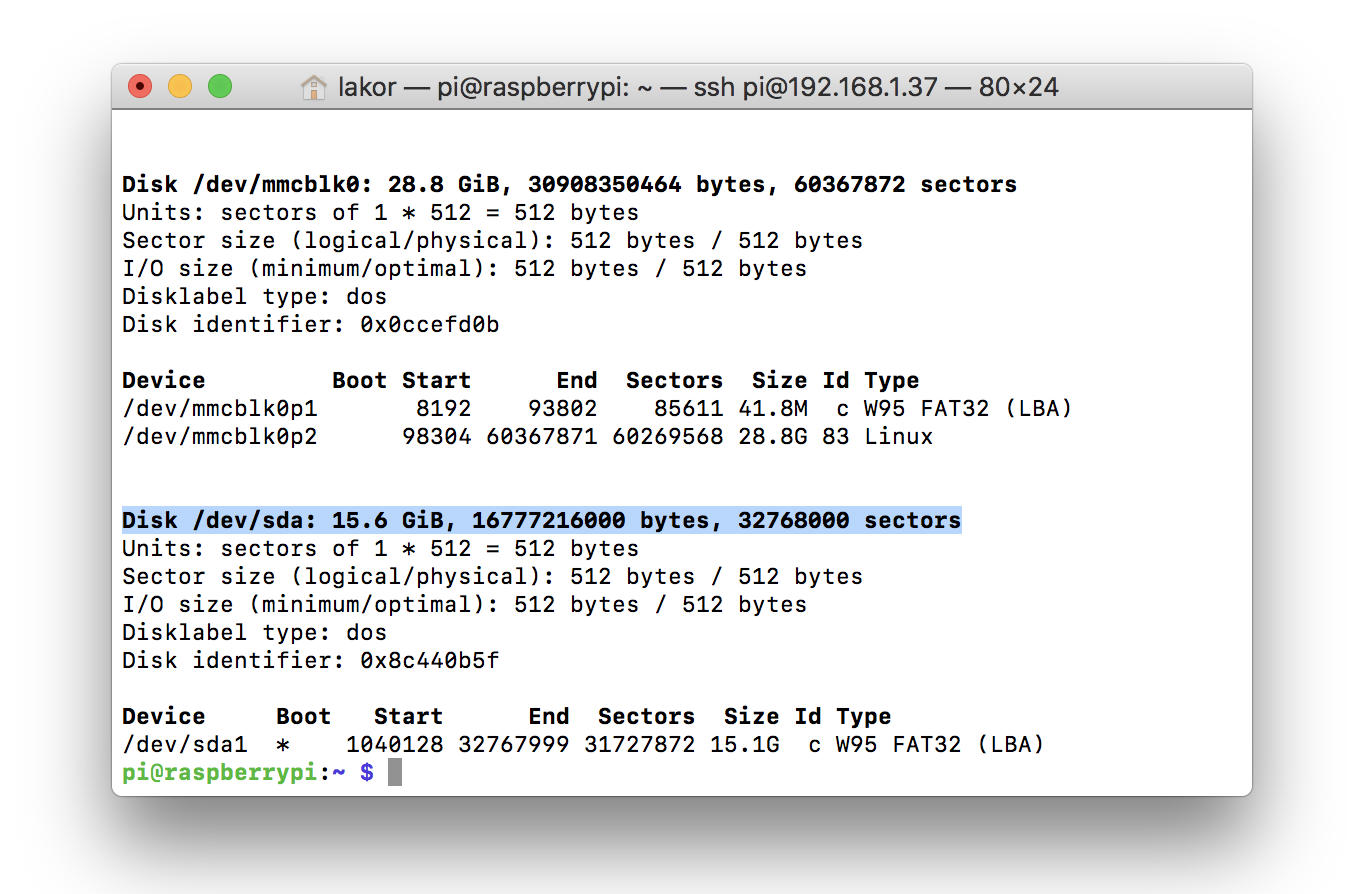 lakor — pi@raspberrypi: ~ — ssh pi@192.168.1.37 — 80×24
Disk /dev/mmcblk0: 28.8 GiB, 30908350464 bytes, 60367872 sectors
Units: sectors of 1 * 512 = 512 bytes
Sector size (logical/physical): 512 bytes / 512 bytes
I/O size (minimum/optimal): 512 bytes / 512 bytes
Disklabel type: dos
Disk identifier: 0x0ccefd0b
Device         Boot Start      End  Sectors  Size Id Type
/dev/mmcblk0p1       8192    93802    85611 41.8M  c W95 FAT32 (LBA)
/dev/mmcblk0p2      98304 60367871 60269568 28.8G 83 Linux
Disk /dev/sda: 15.6 GiB, 16777216000 bytes, 32768000 sectors
Units: sectors of 1 * 512 = 512 bytes
Sector size (logical/physical): 512 bytes / 512 bytes
I/O size (minimum/optimal): 512 bytes / 512 bytes
Disklabel type: dos
Disk identifier: 0x8c440b5f
Device     Boot   Start      End  Sectors  Size Id Type
/dev/sda1  *    1040128 32767999 31727872 15.1G  c W95 FAT32 (LBA)
pi@raspberrypi:~ $